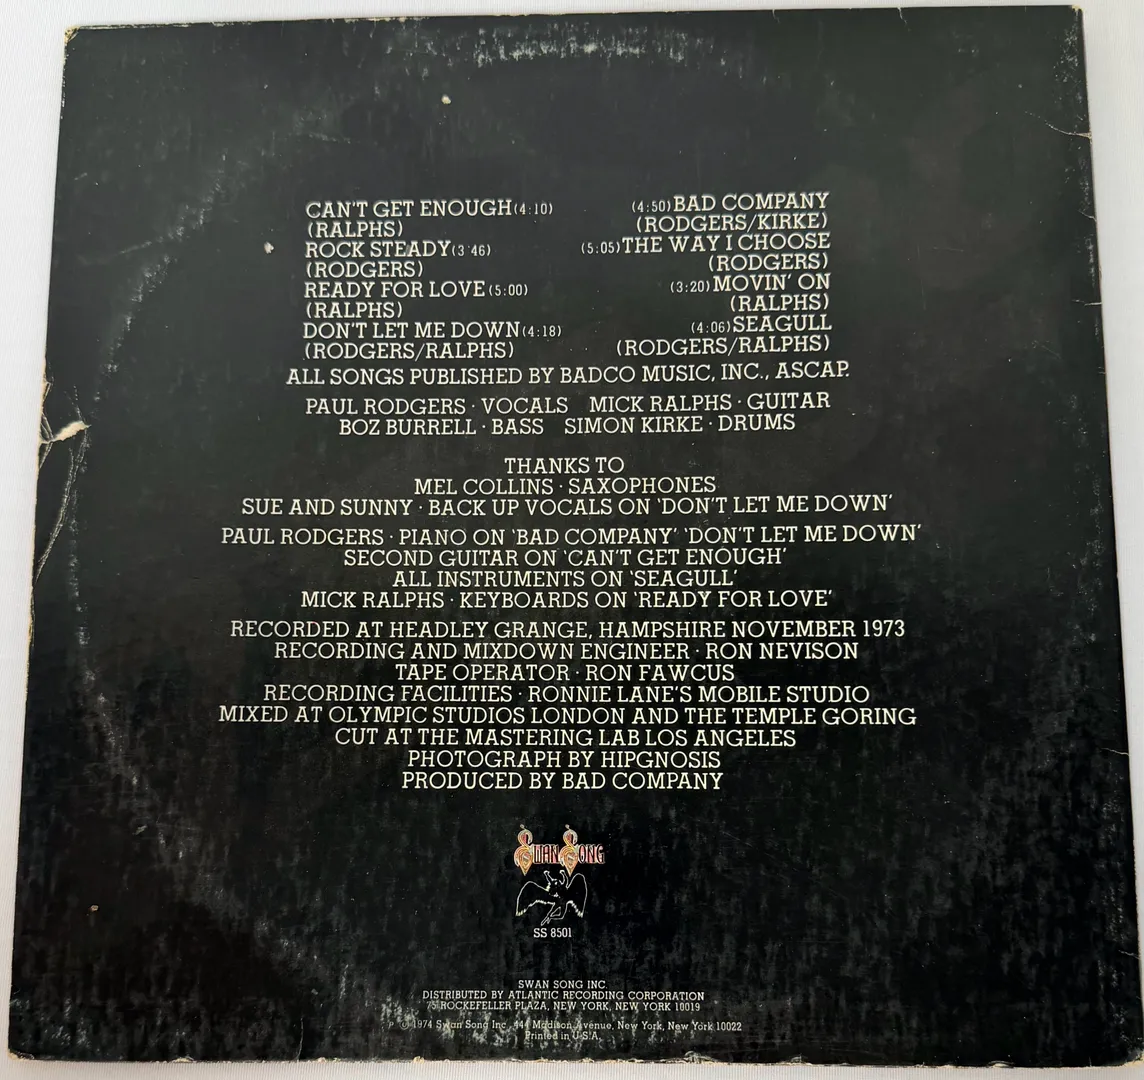 CAN'T GET ENOUGH (4:10)
(RALPHS)
ROCK STEADY (3:46)
(RODGERS)
READY FOR LOVE (5:00)
(RALPHS)
DON'T LET ME DOWN (4:18)
(RODGERS/RALPHS)
(4:50) BAD COMPANY
(RODGERS/KIRKE)
(5:05) THE WAY I CHOOSE
(RODGERS)
(3:20) MOVIN' ON
(RALPHS)
(4:06) SEAGULL
(RODGERS/RALPHS)
ALL SONGS PUBLISHED BY BADCO MUSIC, INC., ASCAP.
PAUL RODGERS · VOCALS MICK RALPHS · GUITAR
BOZ BURRELL · BASS SIMON KIRKE · DRUMS
THANKS TO
MEL COLLINS · SAXOPHONES
SUE AND SUNNY · BACK UP VOCALS ON 'DON'T LET ME DOWN'
PAUL RODGERS · PIANO ON 'BAD COMPANY' 'DON'T LET ME DOWN'
SECOND GUITAR ON 'CAN'T GET ENOUGH'
ALL INSTRUMENTS ON 'SEAGULL'
MICK RALPHS · KEYBOARDS ON 'READY FOR LOVE'
RECORDED AT HEADLEY GRANGE, HAMPSHIRE NOVEMBER 1973
RECORDING AND MIXDOWN ENGINEER · RON NEVISON
TAPE OPERATOR · RON FAWCUS
RECORDING FACILITIES · RONNIE LANE'S MOBILE STUDIO
MIXED AT OLYMPIC STUDIOS LONDON AND THE TEMPLE GORING
CUT AT THE MASTERING LAB LOS ANGELES
PHOTOGRAPH BY HIPGNOSIS
PRODUCED BY BAD COMPANY
SWAN SONG
SS 8501
SWAN SONG INC.
DISTRIBUTED BY ATLANTIC RECORDING CORPORATION
75 ROCKEFELLER PLAZA, NEW YORK, NEW YORK 10019
℗ © 1974 Swan Song Inc. 444 Madison Avenue, New York, New York 10022
Printed in U.S.A.